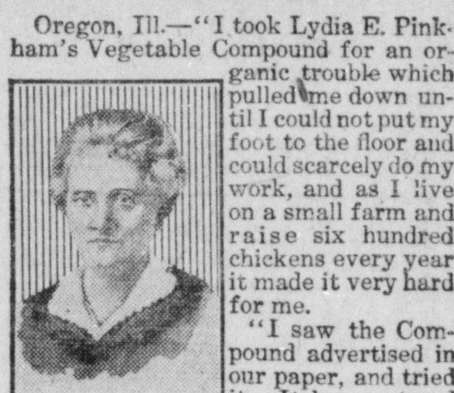 Oregon, Ill.—"I took Lydia E. Pink-
ham's Vegetable Compound for an or-
ganic trouble which
pulled me down un-
til I could not put my
foot to the floor and
could scarcely do my
work, and as I live
on a small farm and
raise six hundred
chickens every year
it made it very hard
for me.
"I saw the Com-
pound advertised in
our paper, and tried